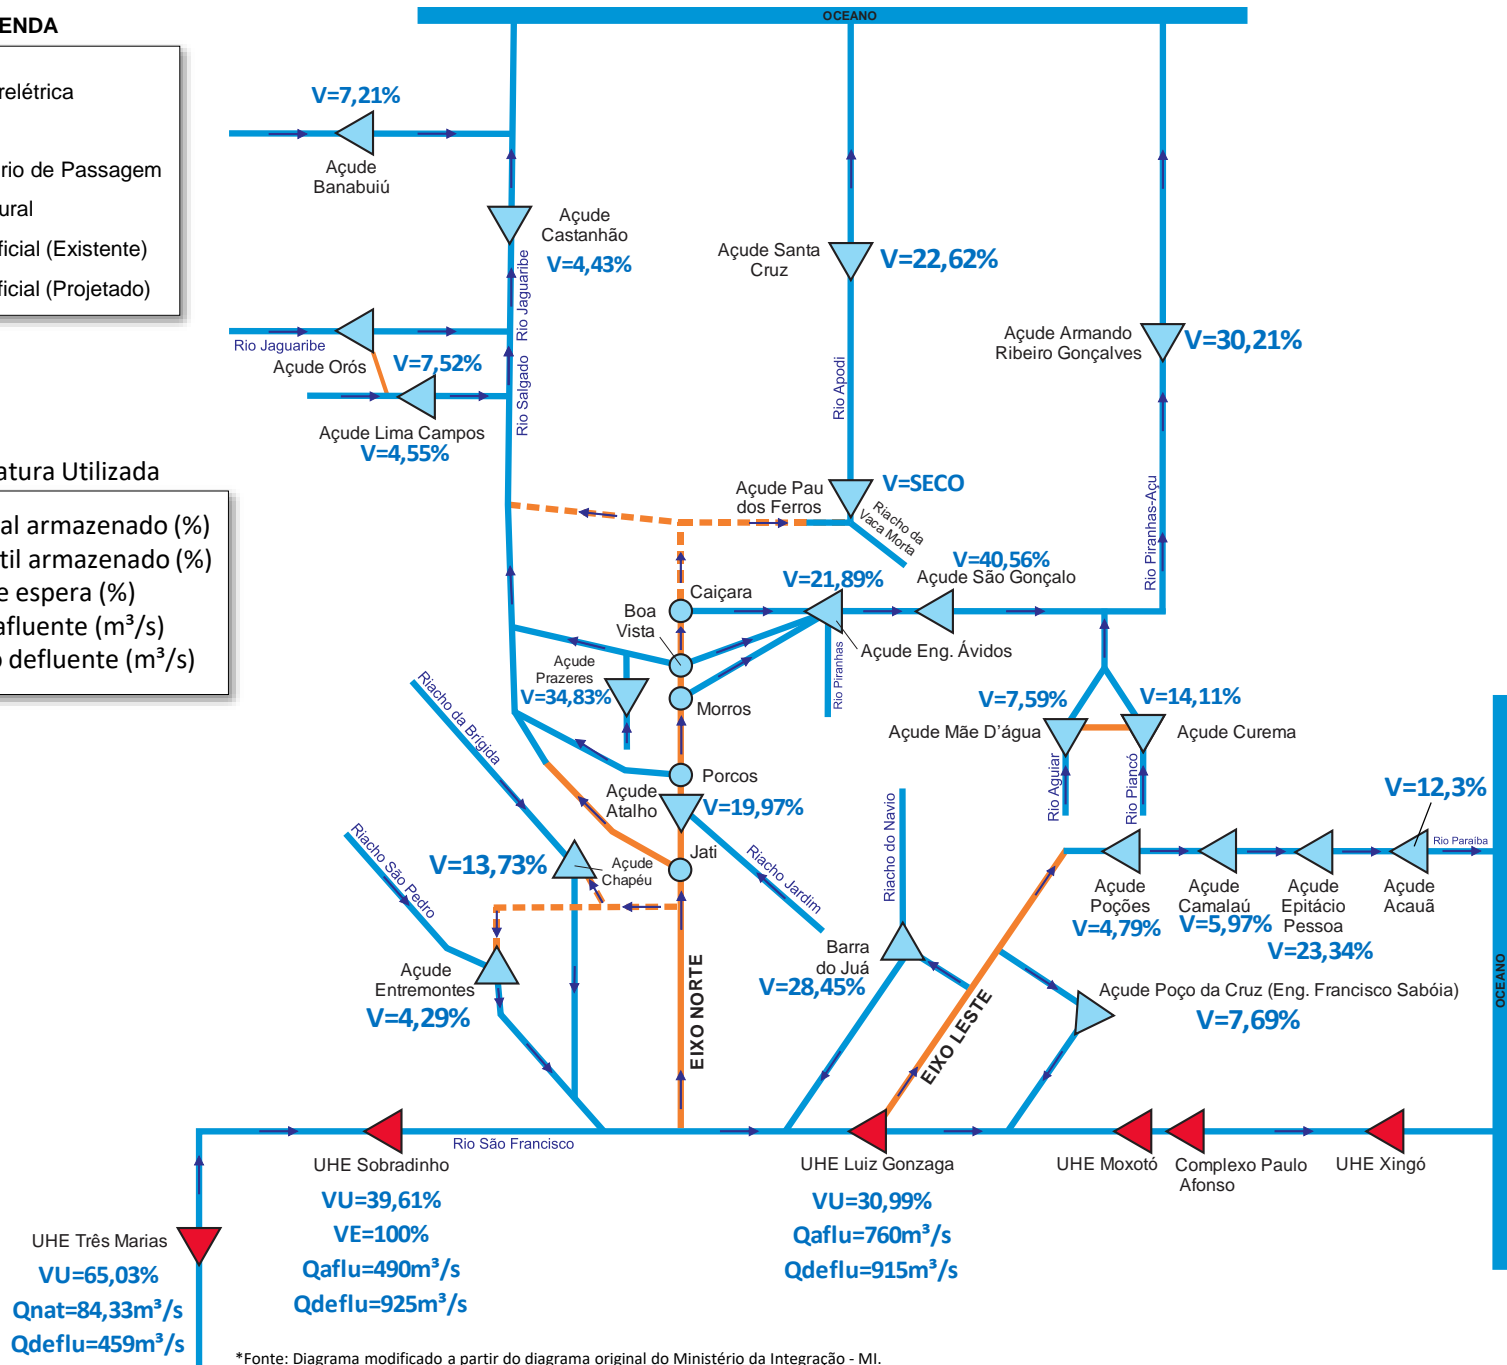 ENDA
relétrica
rio de Passagem
ural
ficial (Existente)
ficial (Projetado)
atura Utilizada
al armazenado (%)
til armazenado (%)
e espera (%)
afluente (m³/s)
o defluente (m³/s)
OCEANO
V=7,21%
Açude
Banabuiú
Açude
Castanhão
V=4,43%
Rio Jaguaribe
Rio Jaguaribe
Açude Orós
V=7,52%
Rio Salgado
Açude Lima Campos
V=4,55%
Açude Santa
Cruz
V=22,62%
Rio Apodi
Açude Armando
Ribeiro Gonçalves
V=30,21%
Rio Piranhas-Açu
Açude Pau
dos Ferros
V=SECO
Riacho da
Vaca Morta
V=40,56%
Açude São Gonçalo
V=21,89%
Açude Eng. Ávidos
Rio Piranhas
Caiçara
Boa
Vista
Morros
Açude
Prazeres
V=34,83%
Porcos
Açude
Atalho
V=19,97%
Jati
Riacho Jardim
Riacho da Brígida
V=13,73%
Açude
Chapéu
Riacho São Pedro
Açude
Entremontes
V=4,29%
EIXO NORTE
V=7,59%
Açude Mãe D’água
Rio Aguiar
V=14,11%
Açude Curema
Rio Piancó
V=12,3%
Rio Paraíba
Açude
Poções
V=4,79%
Açude
Camalaú
V=5,97%
Açude
Epitácio
Pessoa
V=23,34%
Açude
Acauã
Riacho do Navio
Barra
do Juá
V=28,45%
EIXO LESTE
Açude Poço da Cruz (Eng. Francisco Sabóia)
V=7,69%
OCEANO
Rio São Francisco
UHE Sobradinho
VU=39,61%
VE=100%
Qaflu=490m³/s
Qdeflu=925m³/s
UHE Luiz Gonzaga
VU=30,99%
Qaflu=760m³/s
Qdeflu=915m³/s
UHE Moxotó
Complexo Paulo
Afonso
UHE Xingó
UHE Três Marias
VU=65,03%
Qnat=84,33m³/s
Qdeflu=459m³/s
*Fonte: Diagrama modificado a partir do diagrama original do Ministério da Integração - MI.